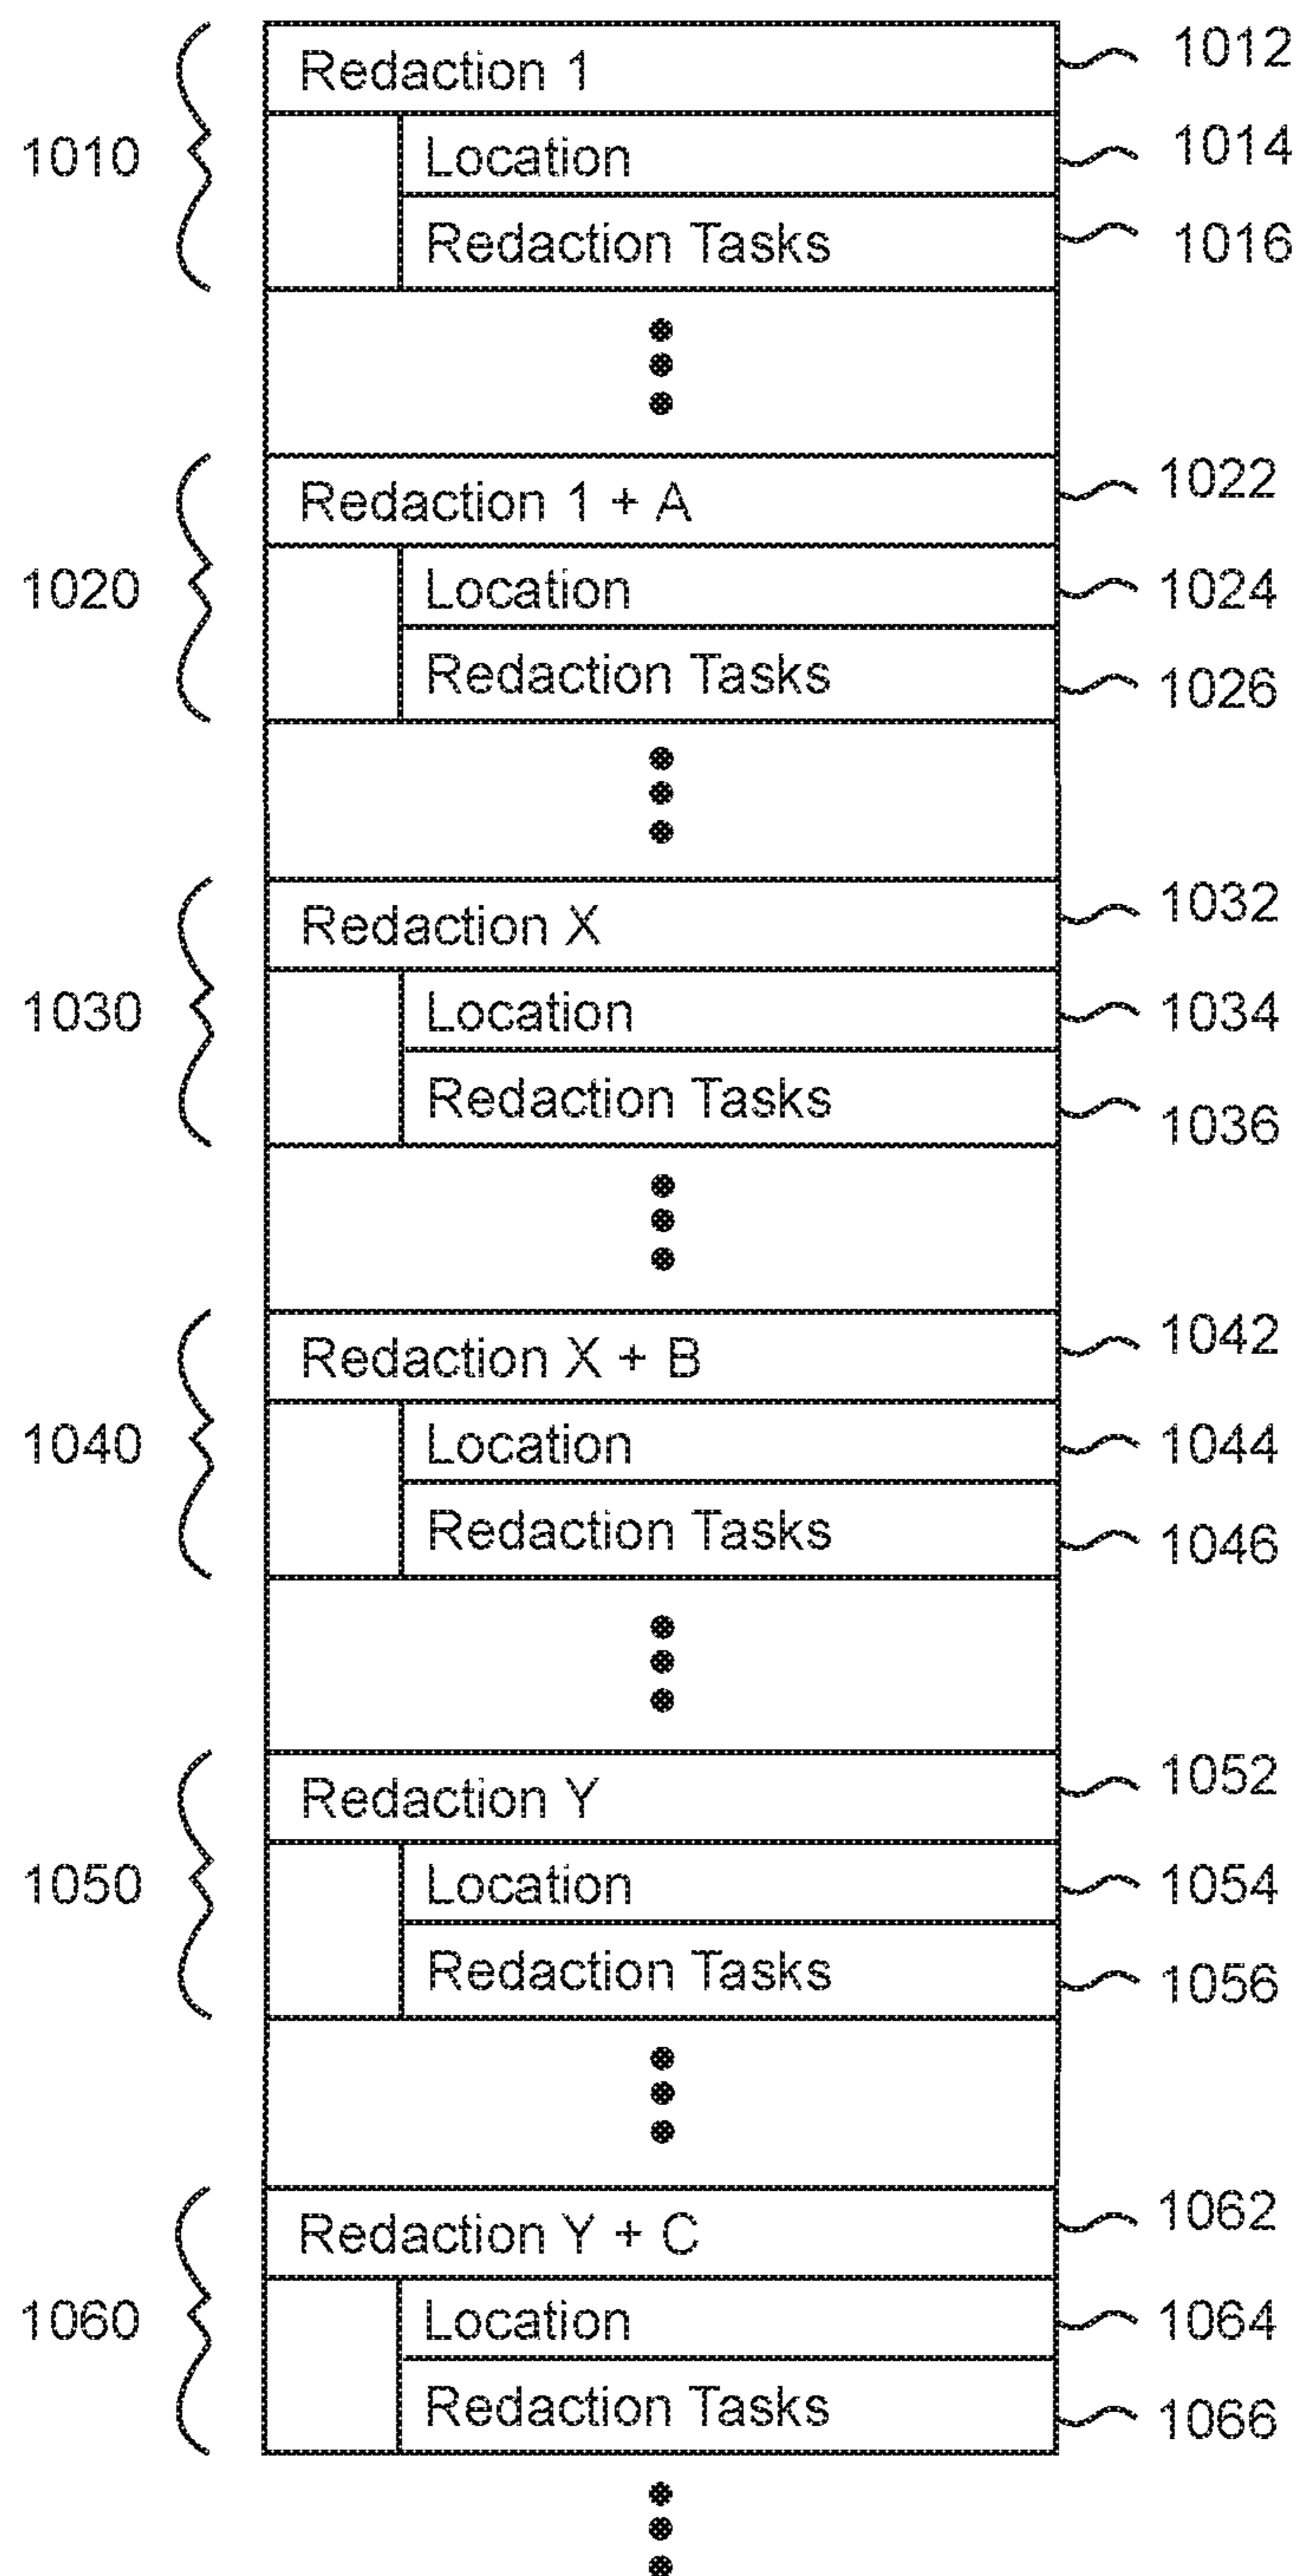 Redaction 1 1012
1010 Location 1014
Redaction Tasks 1016
Redaction 1 + A 1022
1020 Location 1024
Redaction Tasks 1026
Redaction X 1032
1030 Location 1034
Redaction Tasks 1036
Redaction X + B 1042
1040 Location 1044
Redaction Tasks 1046
Redaction Y 1052
1050 Location 1054
Redaction Tasks 1056
Redaction Y + C 1062
1060 Location 1064
Redaction Tasks 1066